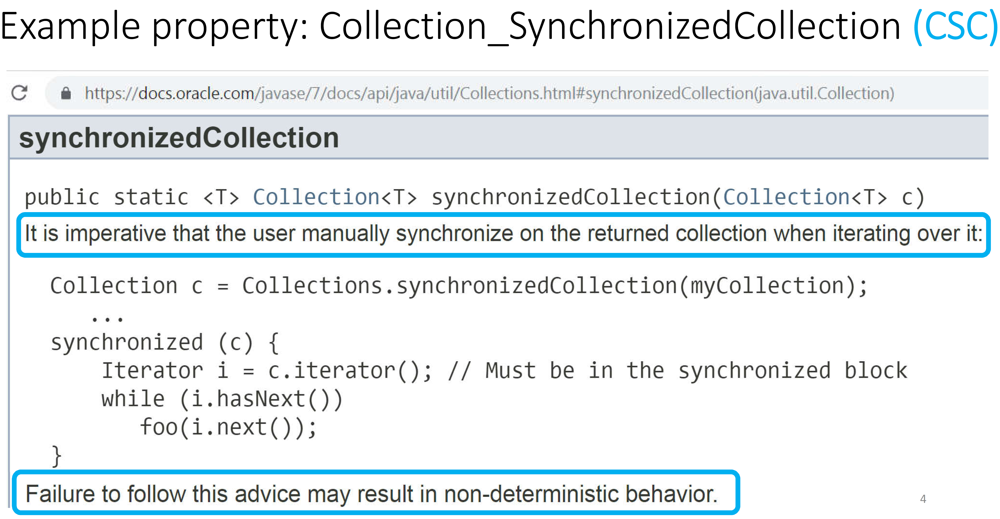 Example property: Collection_SynchronizedCollection (CSC)
https://docs.oracle.com/javase/7/docs/api/java/util/Collections.html#synchronizedCollection(java.util.Collection)
synchronizedCollection
public static <T> Collection<T> synchronizedCollection(Collection<T> c)
It is imperative that the user manually synchronize on the returned collection when iterating over it:
Collection c = Collections.synchronizedCollection(myCollection);
...
synchronized (c) {
Iterator i = c.iterator(); // Must be in the synchronized block
while (i.hasNext())
foo(i.next());
}
Failure to follow this advice may result in non-deterministic behavior.
4